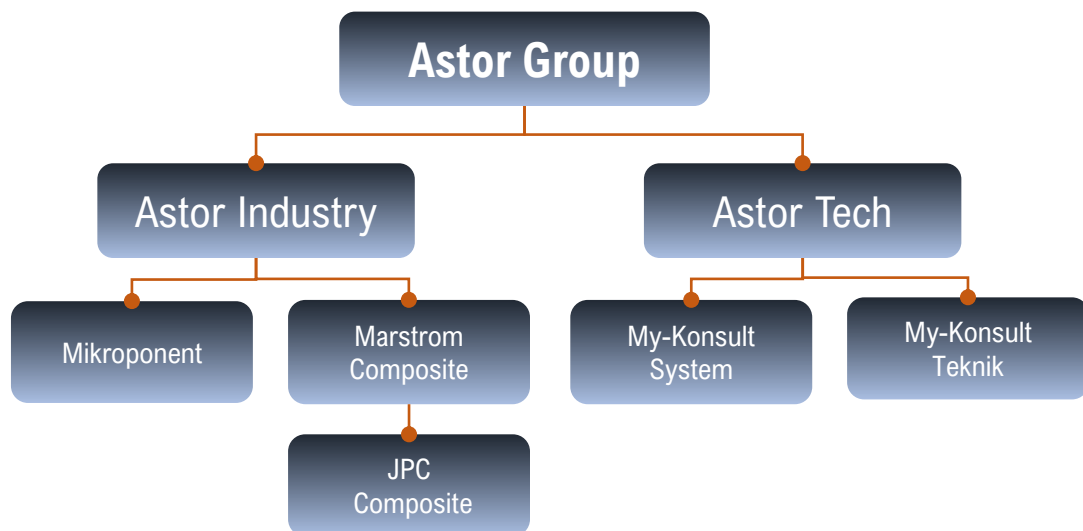 Astor Group
Astor Industry
Astor Tech
Mikroponent
Marstrom
Composite
My-Konsult
System
My-Konsult
Teknik
JPC
Composite